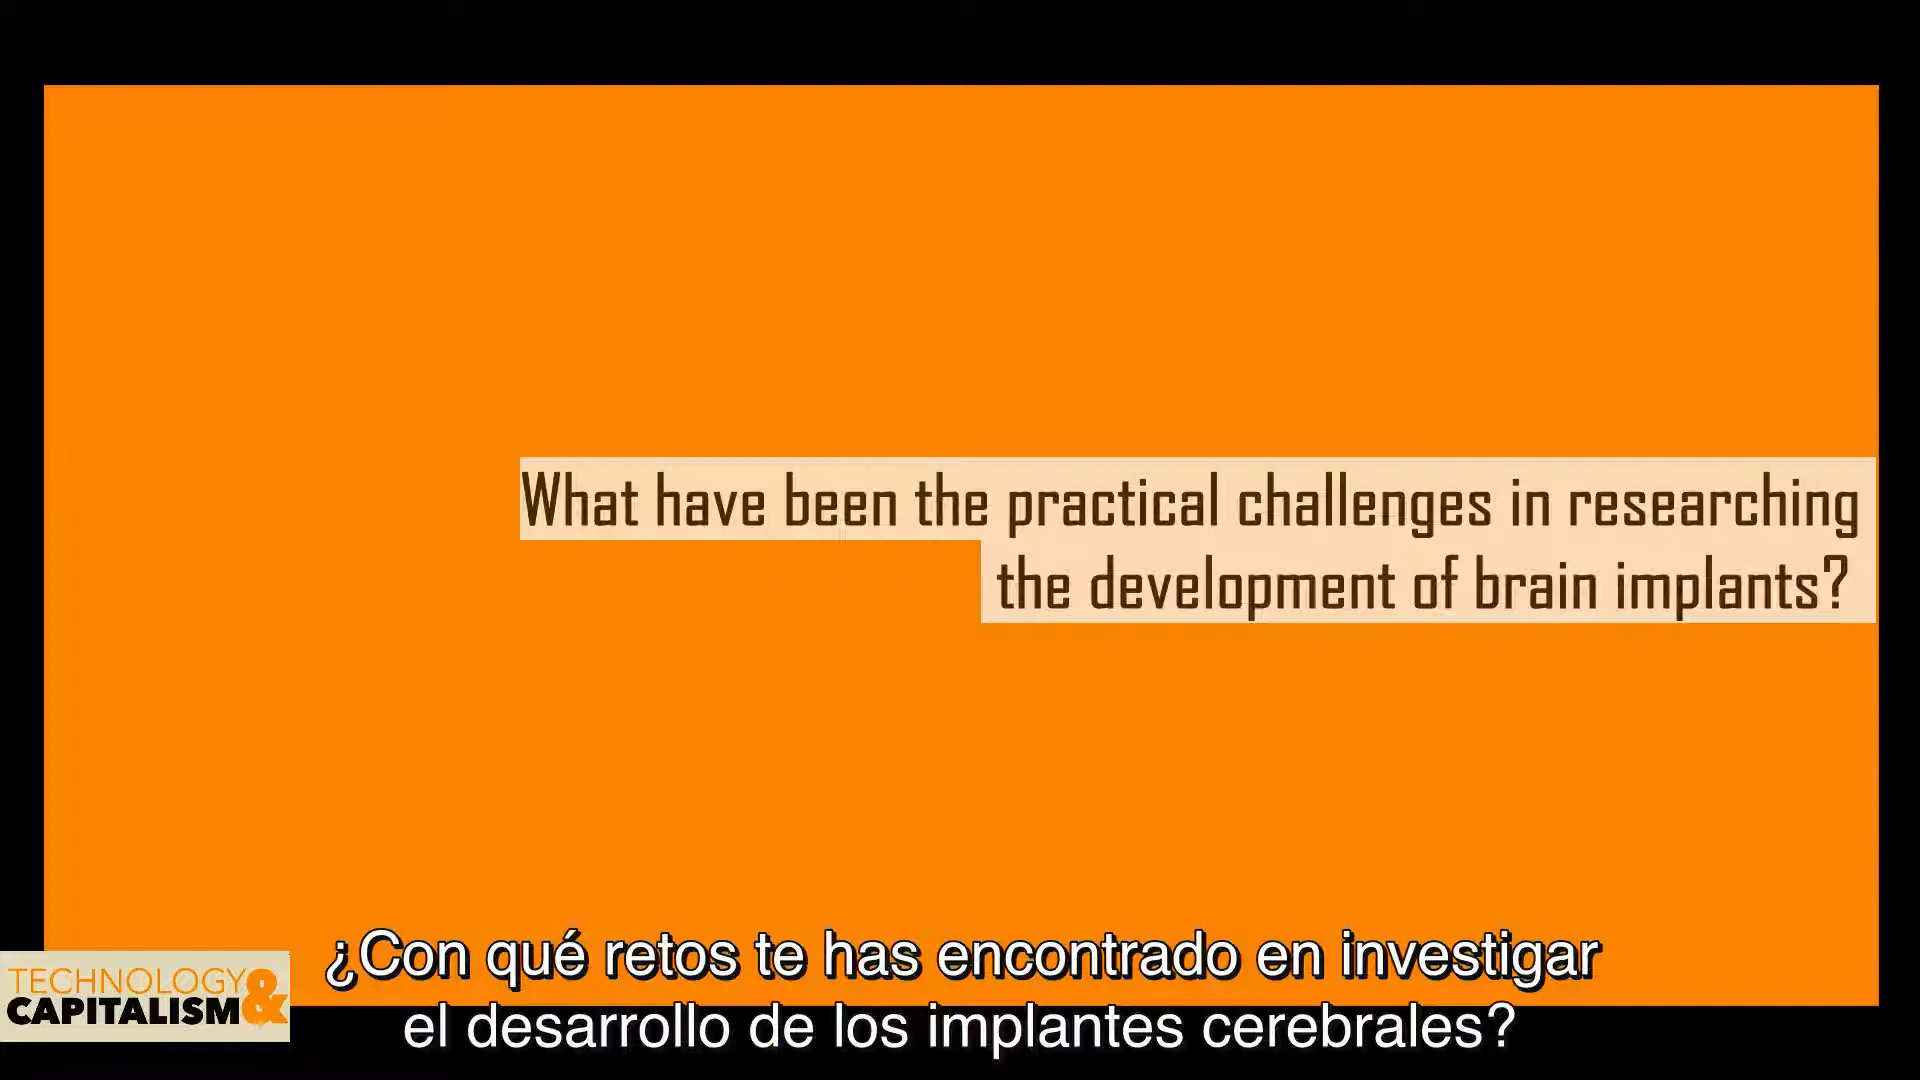 What have been the practical challenges in researching
the development of brain implants?
¿Con qué retos te has encontrado en investigar
el desarrollo de los implantes cerebrales?
TECHNOLOGY &
CAPITALISM